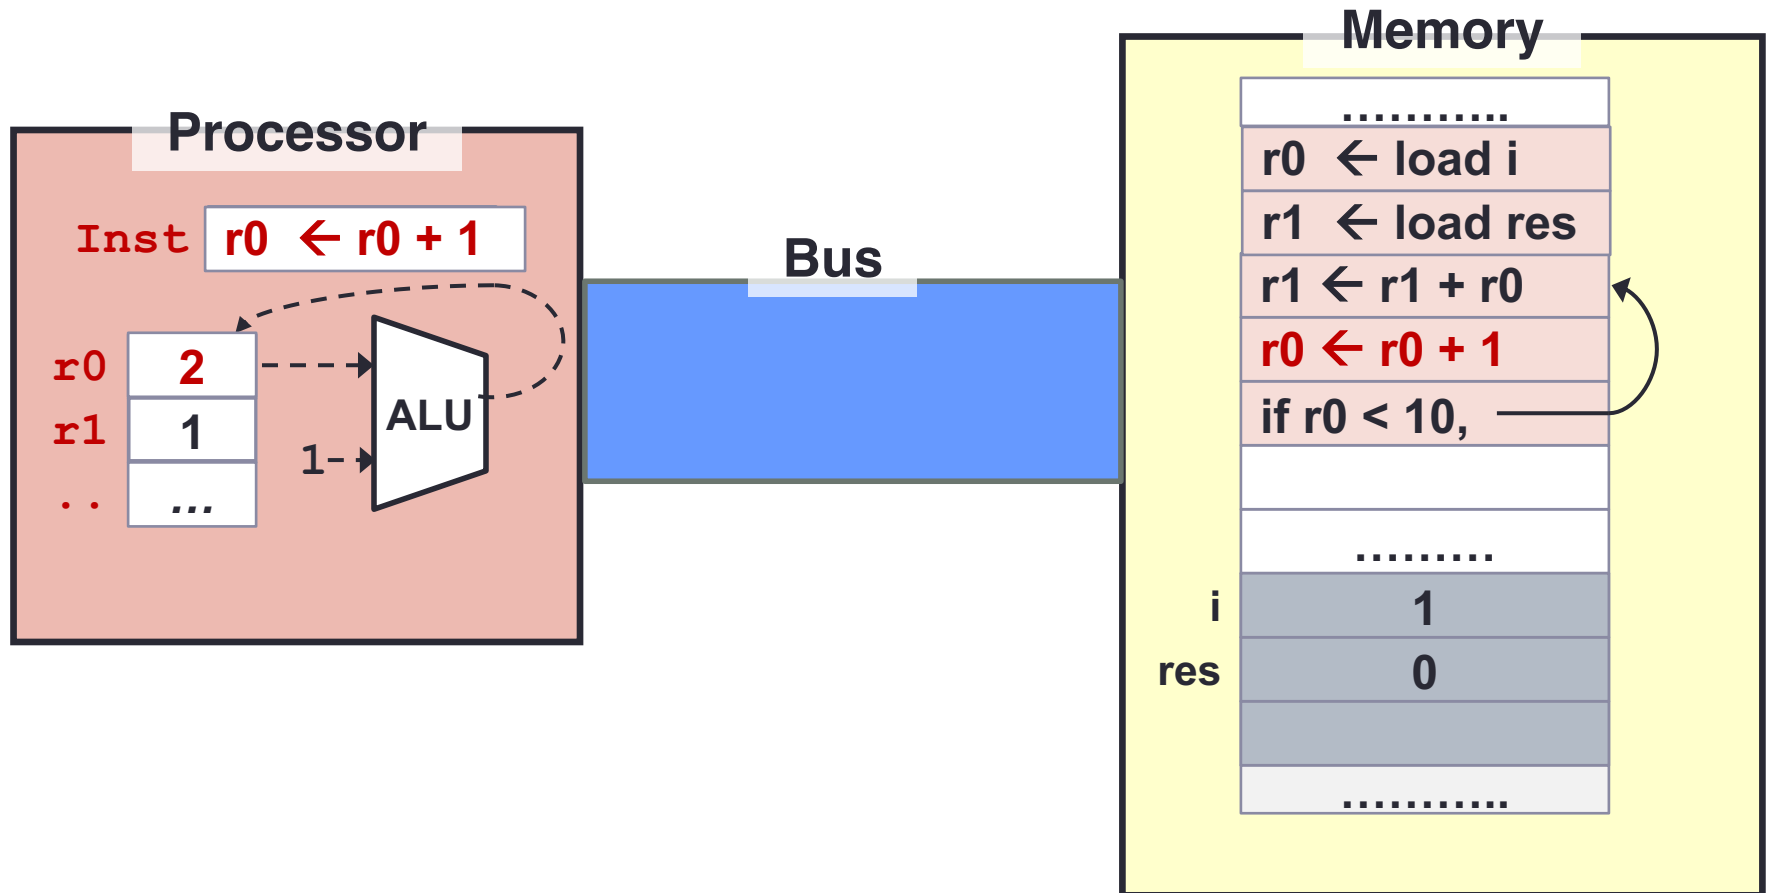 Processor
Inst r0 ← r0 + 1
r0 2
r1 1
.. ...
1
ALU
Bus
Memory
...........
r0 ← load i
r1 ← load res
r1 ← r1 + r0
r0 ← r0 + 1
if r0 < 10,
.........
i 1
res 0
...........